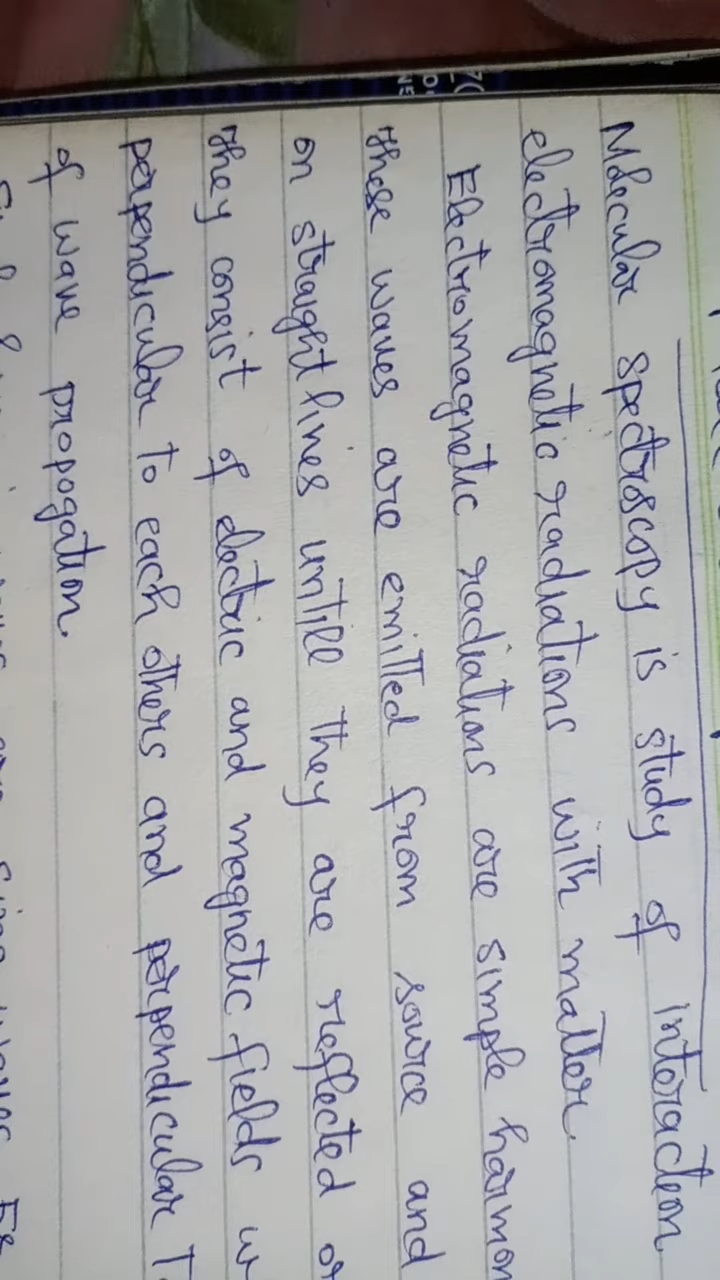 Molecular spectroscopy is study of interaction
electromagnetic radiations with matter.
Electromagnetic radiations are simple harmon
these waves are emitted from source and
on straight lines untill they are reflected or
they consist of electric and magnetic fields w
perpendicular to each others and perpendicular T
of wave propogation.